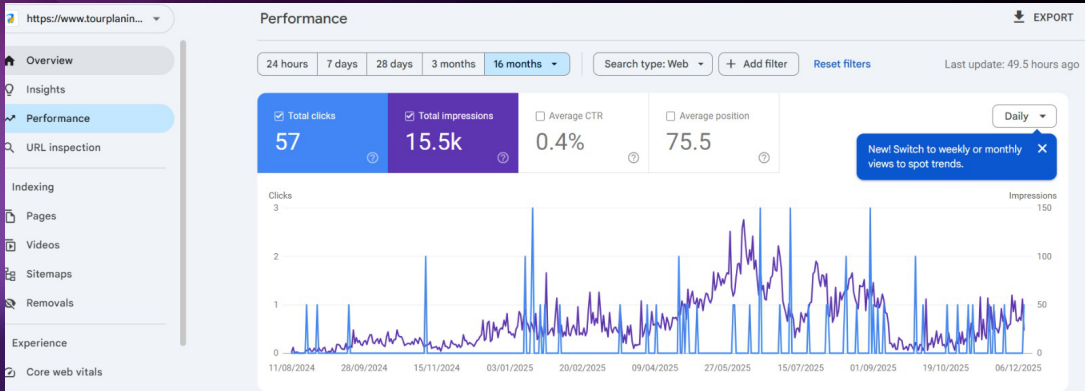 https://www.tourplanin...
Performance
EXPORT
Overview
Insights
Performance
URL inspection
Indexing
Pages
Videos
Sitemaps
Removals
Experience
Core web vitals
24 hours
7 days
28 days
3 months
16 months
Search type: Web
+ Add filter
Reset filters
Last update: 49.5 hours ago
Total clicks
57
Total impressions
15.5k
Average CTR
0.4%
Average position
75.5
Daily
New! Switch to weekly or monthly
views to spot trends.
Clicks
3
2
1
0
Impressions
150
100
50
0
11/08/2024
28/09/2024
15/11/2024
03/01/2025
20/02/2025
09/04/2025
27/05/2025
15/07/2025
01/09/2025
19/10/2025
06/12/2025